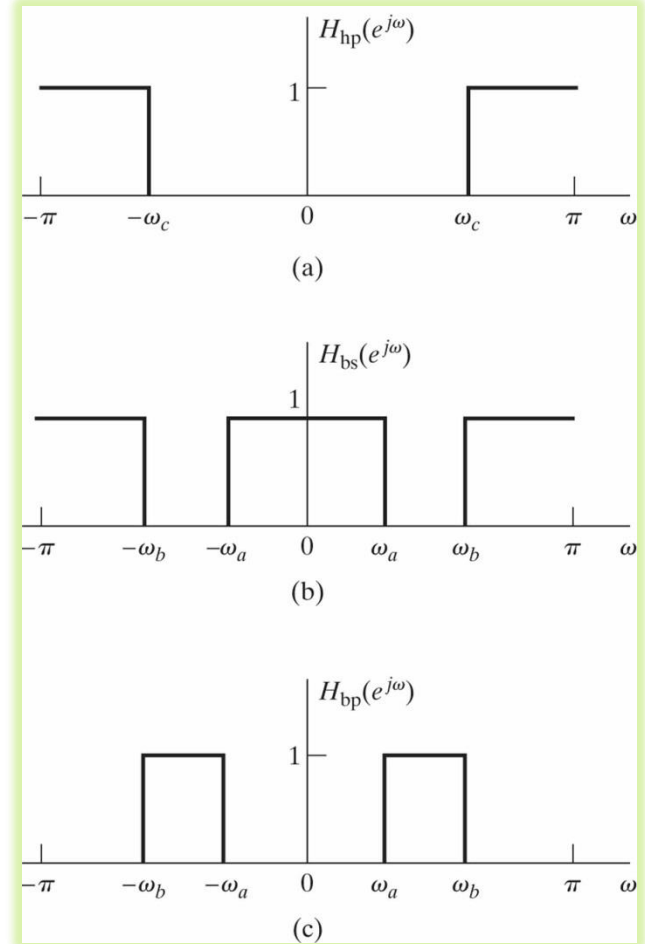 H_hp(e^{jω})
1
−π −ω_c 0 ω_c π ω
(a)
H_bs(e^{jω})
1
−π −ω_b −ω_a 0 ω_a ω_b π ω
(b)
H_bp(e^{jω})
1
−π −ω_b −ω_a 0 ω_a ω_b π ω
(c)